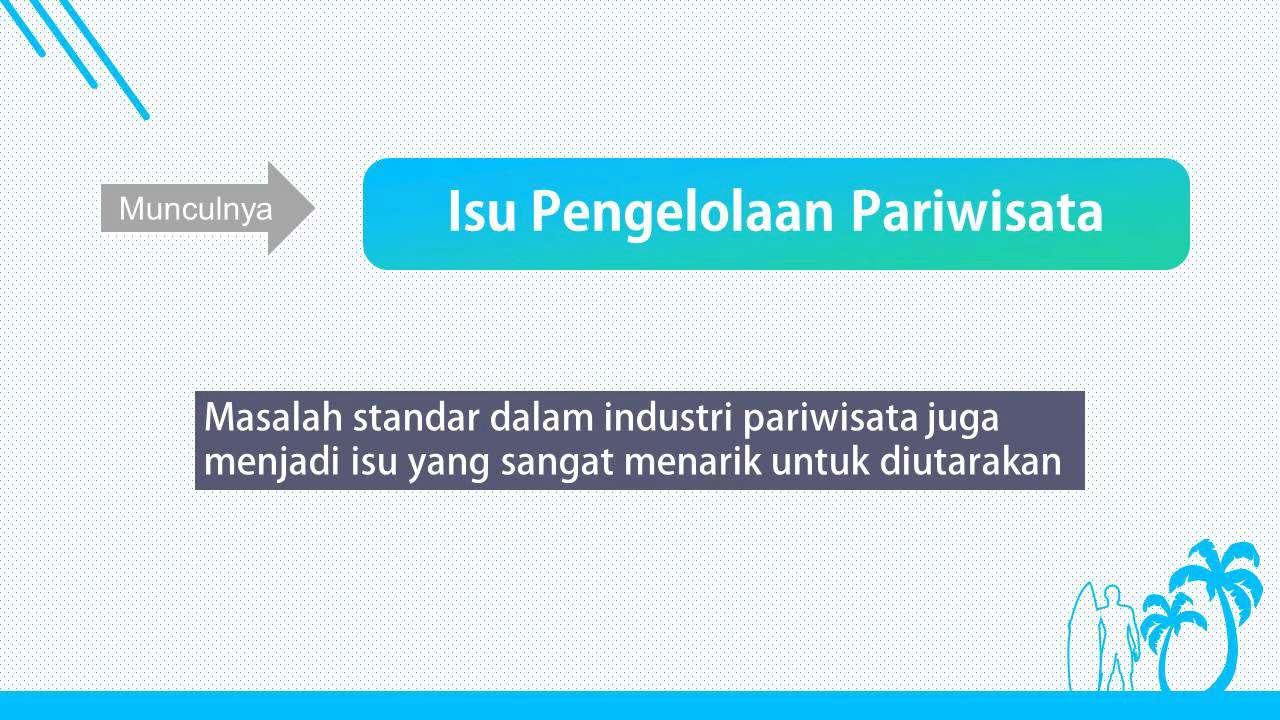 Munculnya
Isu Pengelolaan Pariwisata
Masalah standar dalam industri pariwisata juga
menjadi isu yang sangat menarik untuk diutarakan